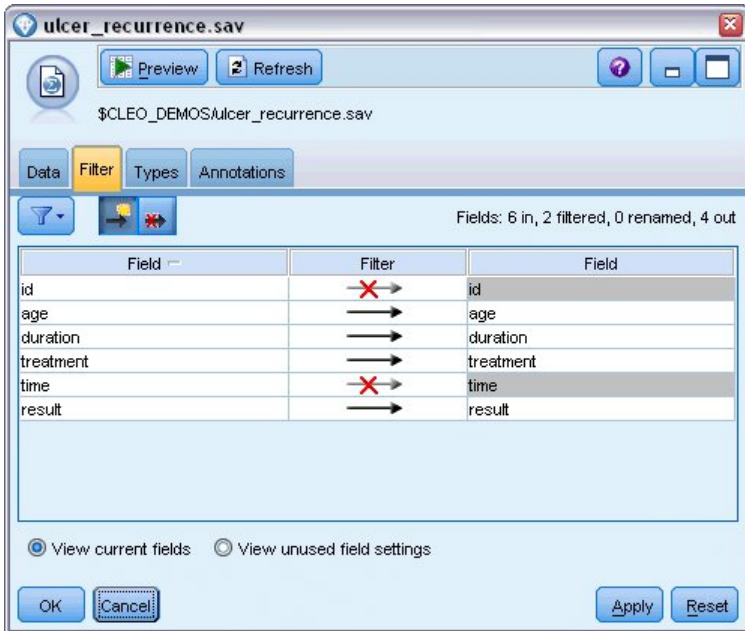 ulcer_recurrence.sav
Preview Refresh
$CLEO_DEMOS/ulcer_recurrence.sav
Data Filter Types Annotations
Fields: 6 in, 2 filtered, 0 renamed, 4 out
Field Filter Field
id id
age age
duration duration
treatment treatment
time time
result result
View current fields View unused field settings
OK Cancel Apply Reset